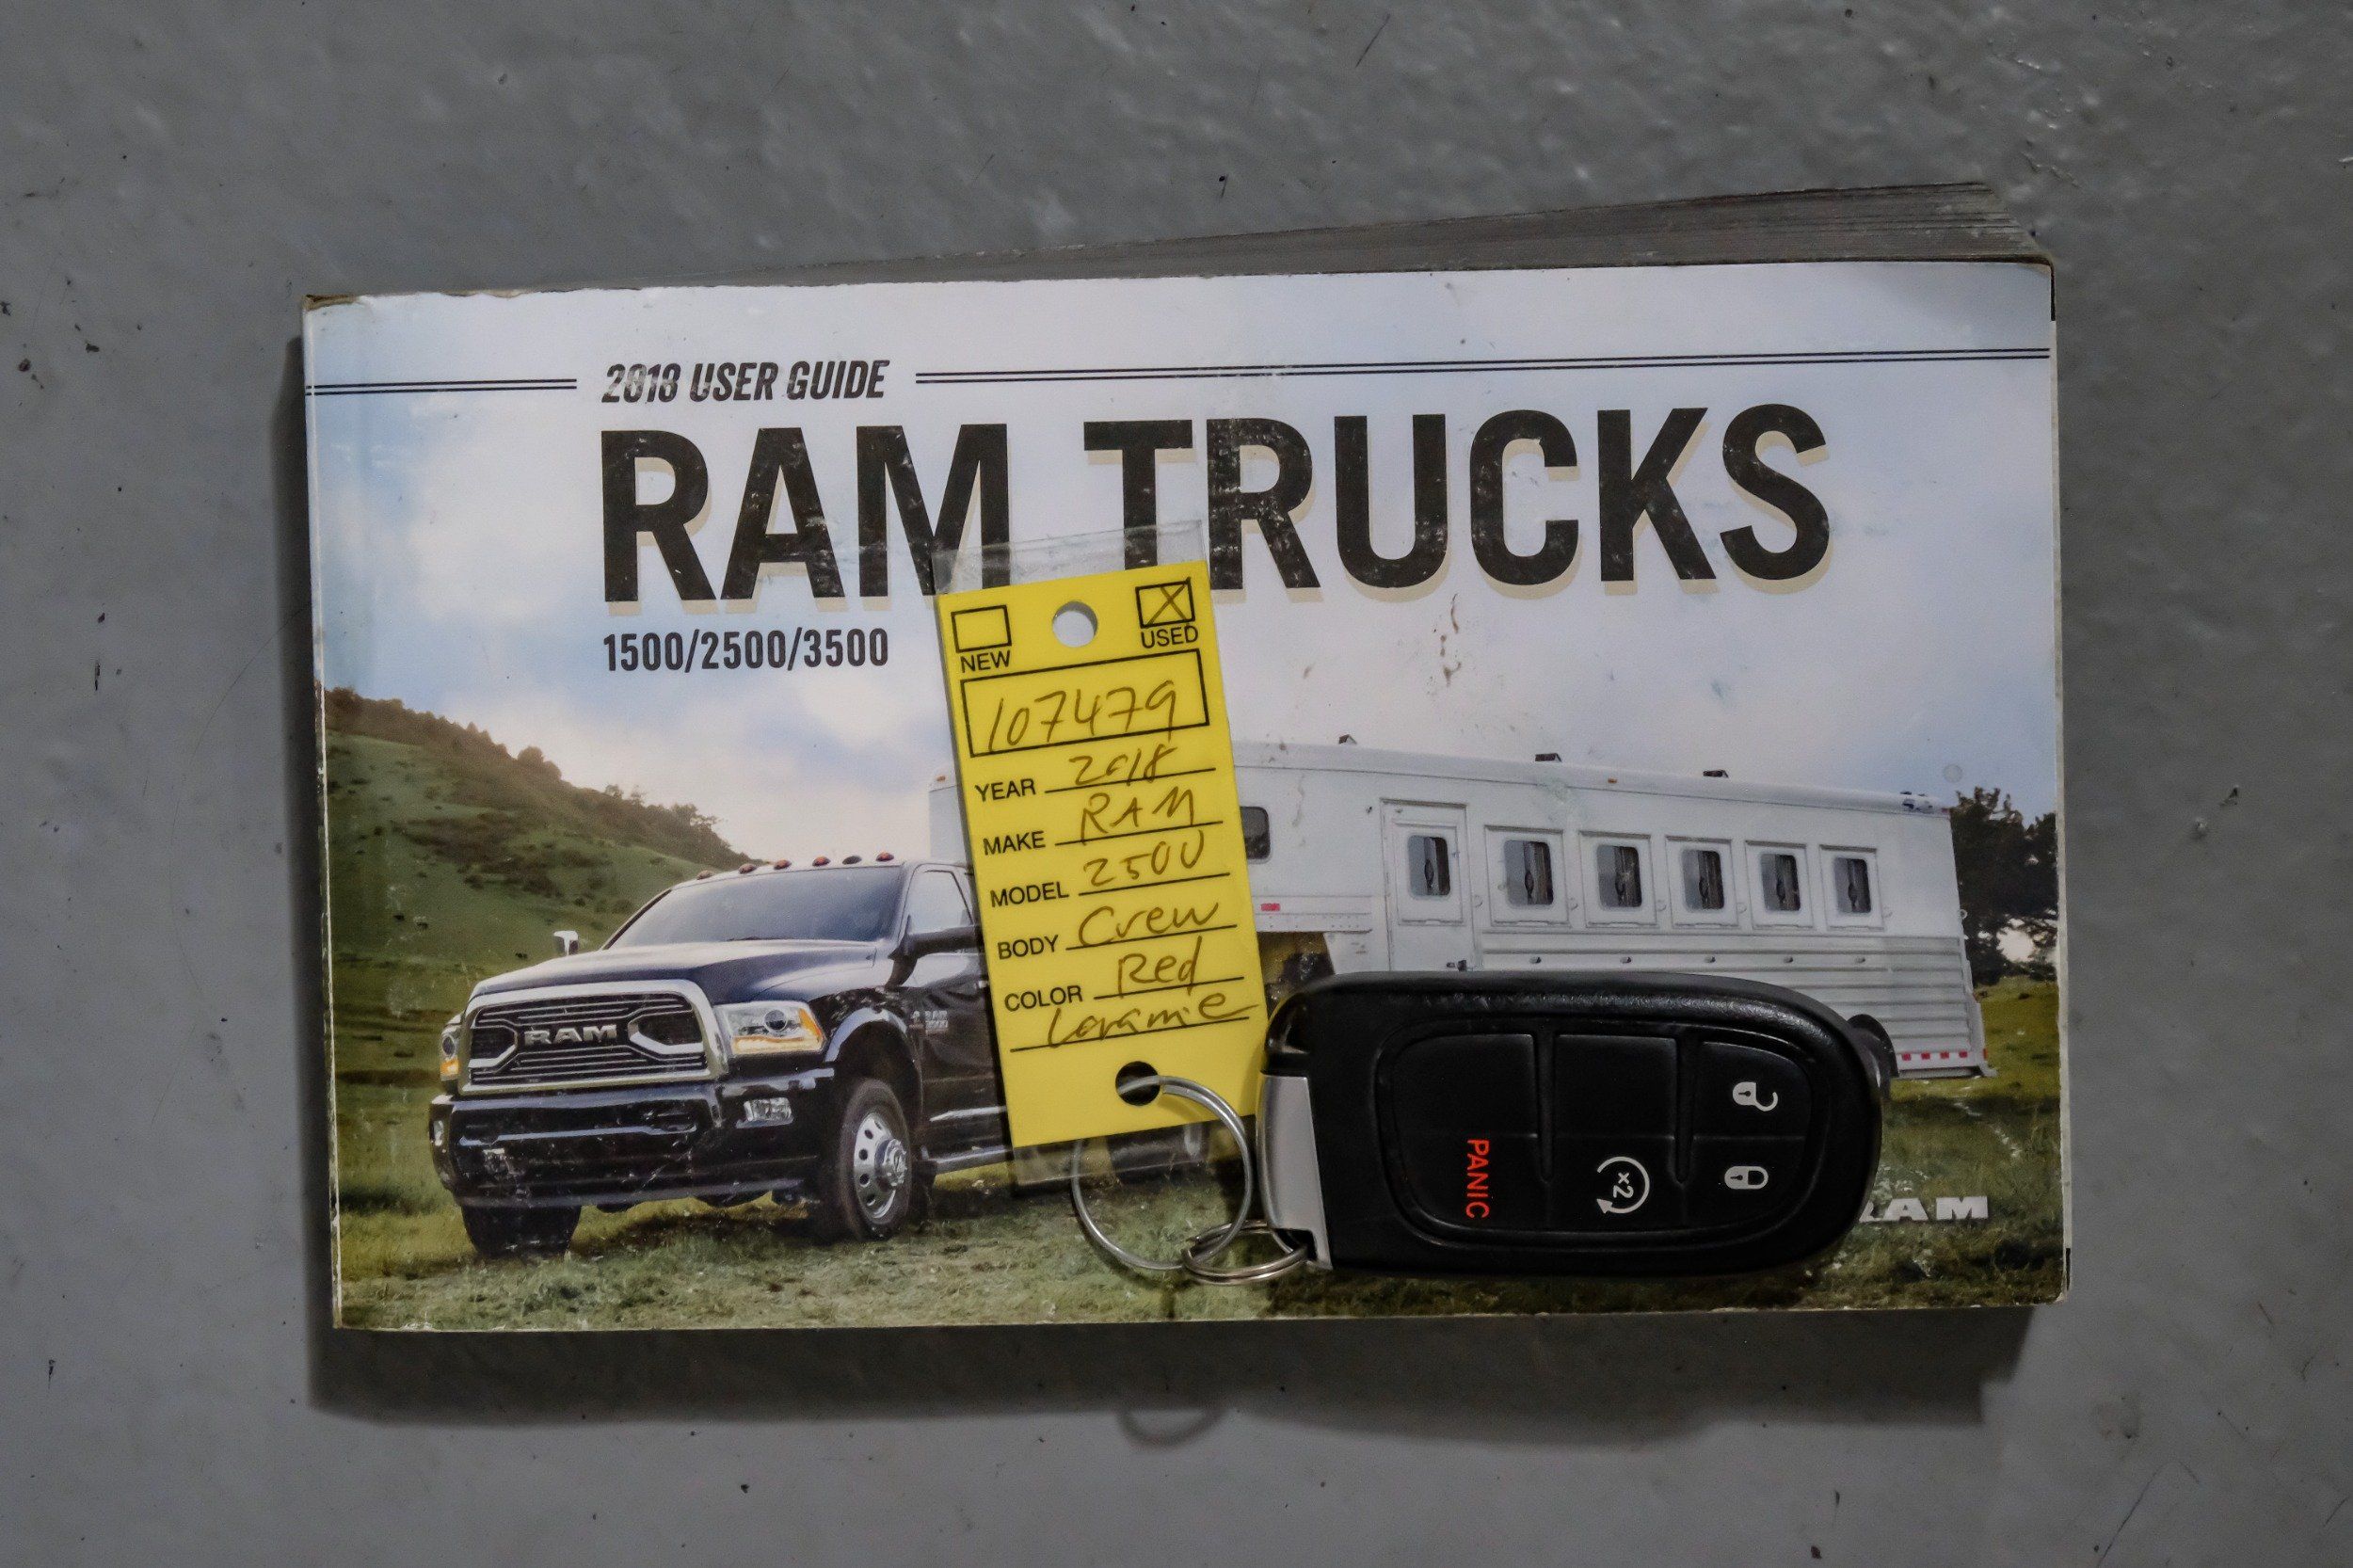 2018 USER GUIDE
RAM TRUCKS
1500/2500/3500
NEW
X
USED
107479
YEAR 2018
MAKE RAM
MODEL 2500
BODY Crew
COLOR Red
Laramie
RAM
PANIC
x2
RAM